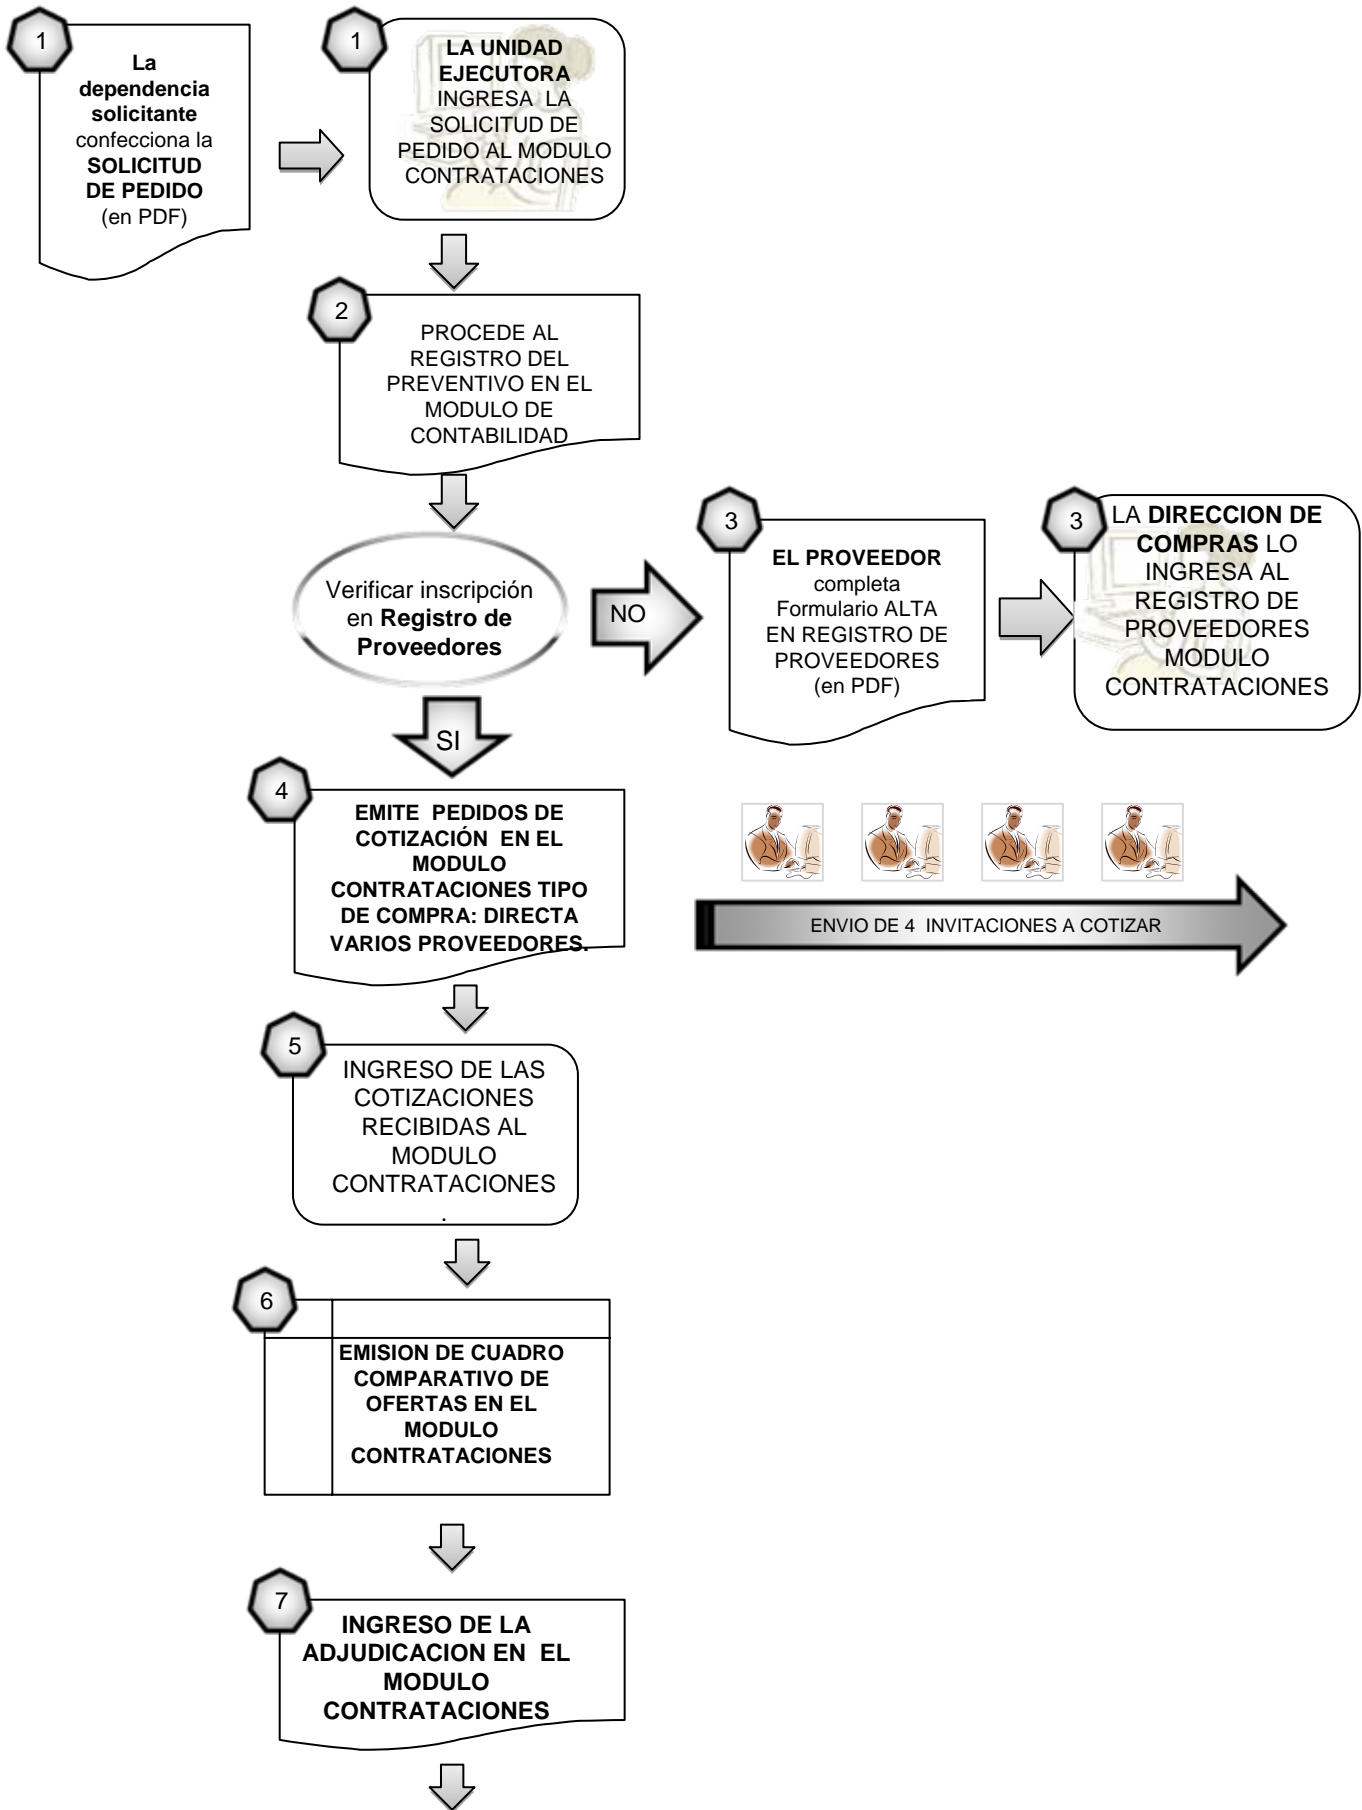 1
La
dependencia
solicitante
confecciona la
SOLICITUD
DE PEDIDO
(en PDF)
1
LA UNIDAD
EJECUTORA
INGRESA LA
SOLICITUD DE
PEDIDO AL MODULO
CONTRATACIONES
2
PROCEDE AL
REGISTRO DEL
PREVENTIVO EN EL
MODULO DE
CONTABILIDAD
Verificar inscripción
en Registro de
Proveedores
NO
3
EL PROVEEDOR
completa
Formulario ALTA
EN REGISTRO DE
PROVEEDORES
(en PDF)
3
LA DIRECCION DE
COMPRAS LO
INGRESA AL
REGISTRO DE
PROVEEDORES
MODULO
CONTRATACIONES
SI
4
EMITE PEDIDOS DE
COTIZACIÓN EN EL
MODULO
CONTRATACIONES TIPO
DE COMPRA: DIRECTA
VARIOS PROVEEDORES.
ENVIO DE 4 INVITACIONES A COTIZAR
5
INGRESO DE LAS
COTIZACIONES
RECIBIDAS AL
MODULO
CONTRATACIONES
.
6
EMISION DE CUADRO
COMPARATIVO DE
OFERTAS EN EL
MODULO
CONTRATACIONES
7
INGRESO DE LA
ADJUDICACION EN EL
MODULO
CONTRATACIONES